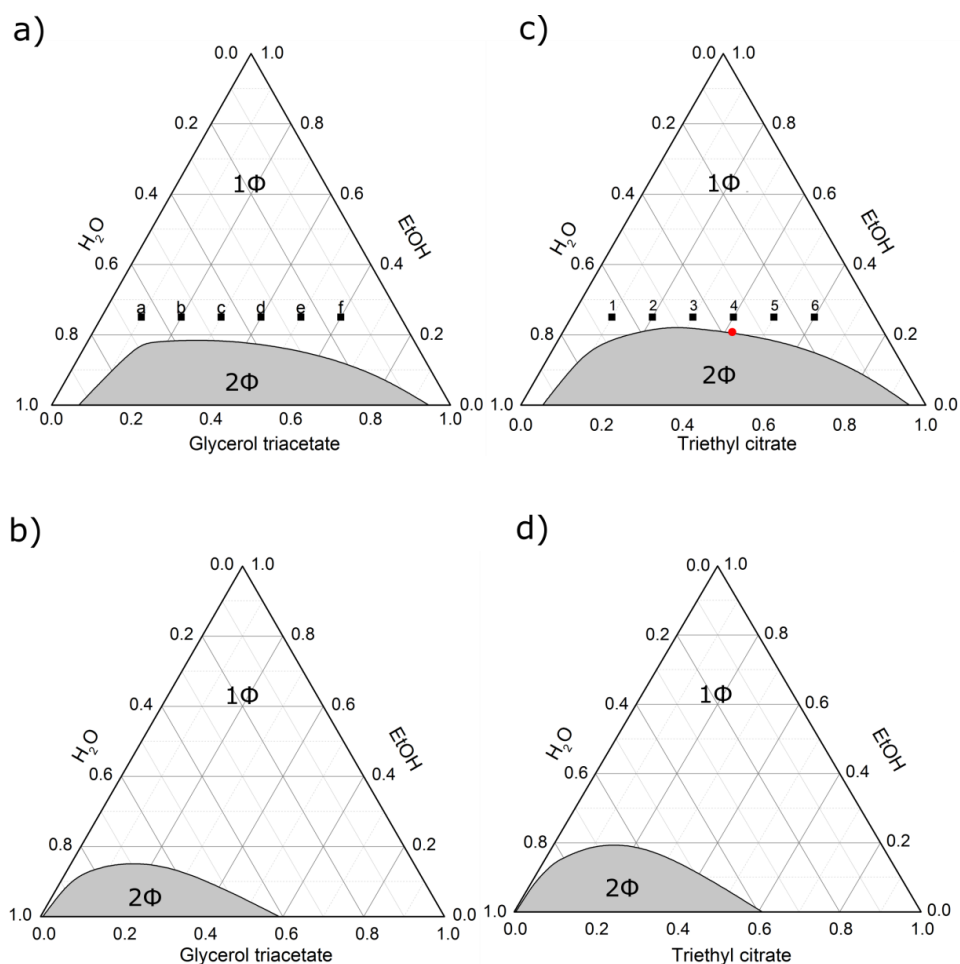 a)
0.0 1.0
0.2 0.8
1Φ
0.4 0.6
H₂O EtOH
0.6 0.4
a b c d e f
0.8 0.2
2Φ
1.0 0.0
0.0 0.2 0.4 0.6 0.8 1.0
Glycerol triacetate
c)
0.0 1.0
0.2 0.8
1Φ
0.4 0.6
H₂O EtOH
0.6 0.4
1 2 3 4 5 6
0.8 0.2
2Φ
1.0 0.0
0.0 0.2 0.4 0.6 0.8 1.0
Triethyl citrate
b)
0.0 1.0
0.2 0.8
1Φ
0.4 0.6
H₂O EtOH
0.6 0.4
0.8 0.2
2Φ
1.0 0.0
0.0 0.2 0.4 0.6 0.8 1.0
Glycerol triacetate
d)
0.0 1.0
0.2 0.8
1Φ
0.4 0.6
H₂O EtOH
0.6 0.4
0.8 0.2
2Φ
1.0 0.0
0.0 0.2 0.4 0.6 0.8 1.0
Triethyl citrate